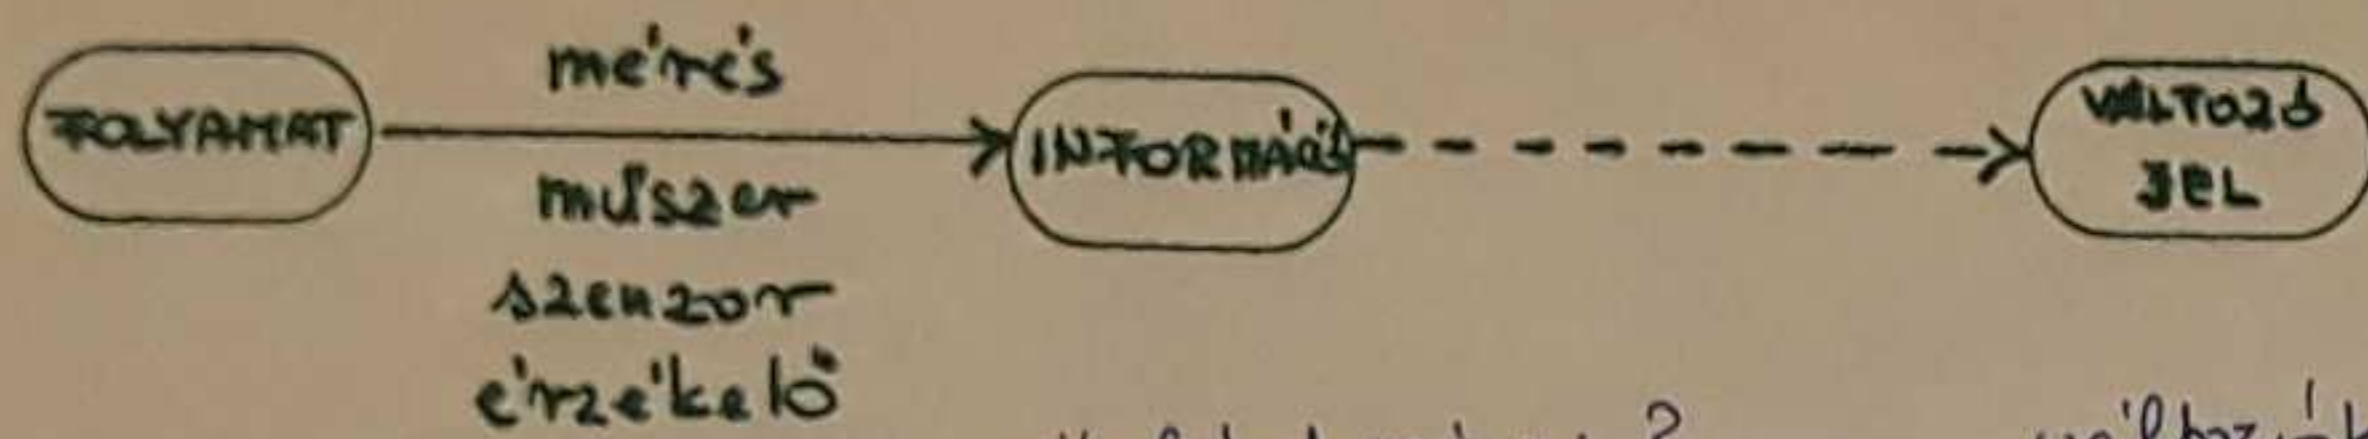 FOLYAMAT
mérés
műszer
szenzor
érzékelő
INFORMÁCIÓ
VÁLTOZÓ
JEL